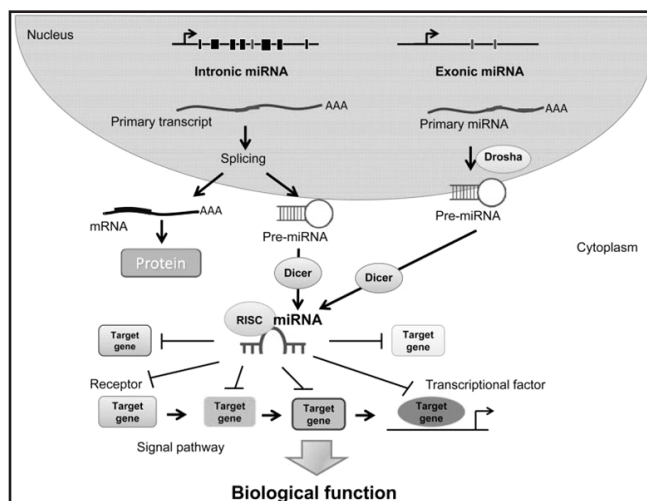 Nucleus
Intronic miRNA
Exonic miRNA
AAA
Primary transcript
AAA
Primary miRNA
Splicing
Drosha
AAA
mRNA
Pre-miRNA
Pre-miRNA
Protein
Cytoplasm
Dicer
Dicer
RISC
miRNA
Target
gene
Target
gene
Receptor
Transcriptional factor
Target
gene
Target
gene
Target
gene
Target
gene
Signal pathway
Biological function